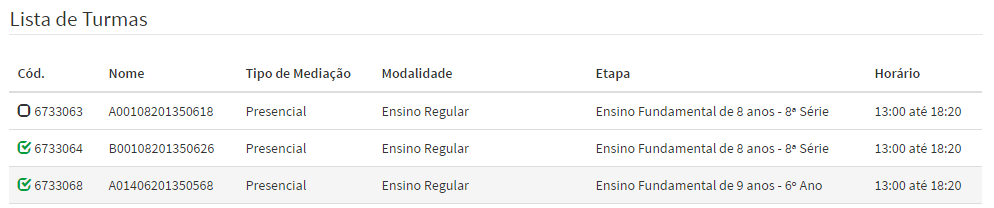 Lista de Turmas
Cód. Nome Tipo de Mediação Modalidade Etapa Horário
6733063 A00108201350618 Presencial Ensino Regular Ensino Fundamental de 8 anos - 8ª Série 13:00 até 18:20
6733064 B00108201350626 Presencial Ensino Regular Ensino Fundamental de 8 anos - 8ª Série 13:00 até 18:20
6733068 A01406201350568 Presencial Ensino Regular Ensino Fundamental de 9 anos - 6º Ano 13:00 até 18:20